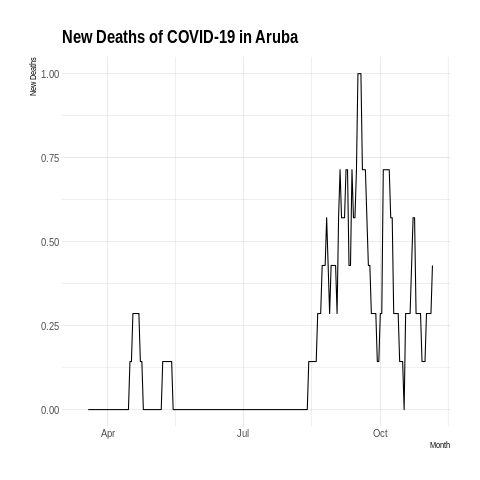 New Deaths of COVID-19 in Aruba
New Deaths
1.00
0.75
0.50
0.25
0.00
Apr
Jul
Oct
Month